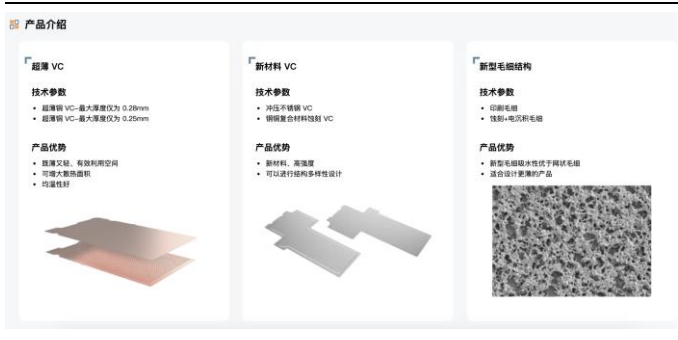 产品介绍
超薄 VC
技术参数
• 超薄铜 VC–最大厚度仅为 0.28mm
• 超薄钢 VC–最大厚度仅为 0.25mm
产品优势
• 既薄又轻、有效利用空间
• 可增大散热面积
• 均温性好
新材料 VC
技术参数
• 冲压不锈钢 VC
• 铜钢复合材料蚀刻 VC
产品优势
• 新材料、高强度
• 可以进行结构多样性设计
新型毛细结构
技术参数
• 印刷毛细
• 蚀刻+电沉积毛细
产品优势
• 新型毛细吸水性优于网状毛细
• 适合设计更薄的产品